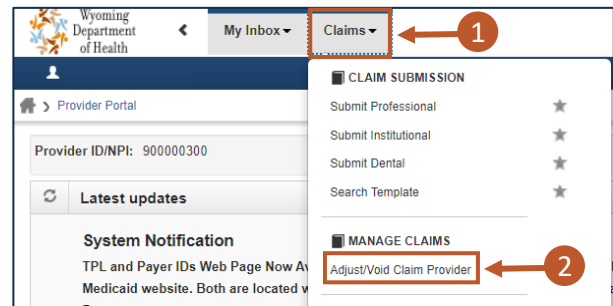 Wyoming
Department
of Health
My Inbox
Claims
1
CLAIM SUBMISSION
Submit Professional
Submit Institutional
Submit Dental
Search Template
MANAGE CLAIMS
Adjust/Void Claim Provider
2
Provider Portal
Provider ID/NPI: 900000300
Latest updates
System Notification
TPL and Payer IDs Web Page Now
Medicaid website. Both are located